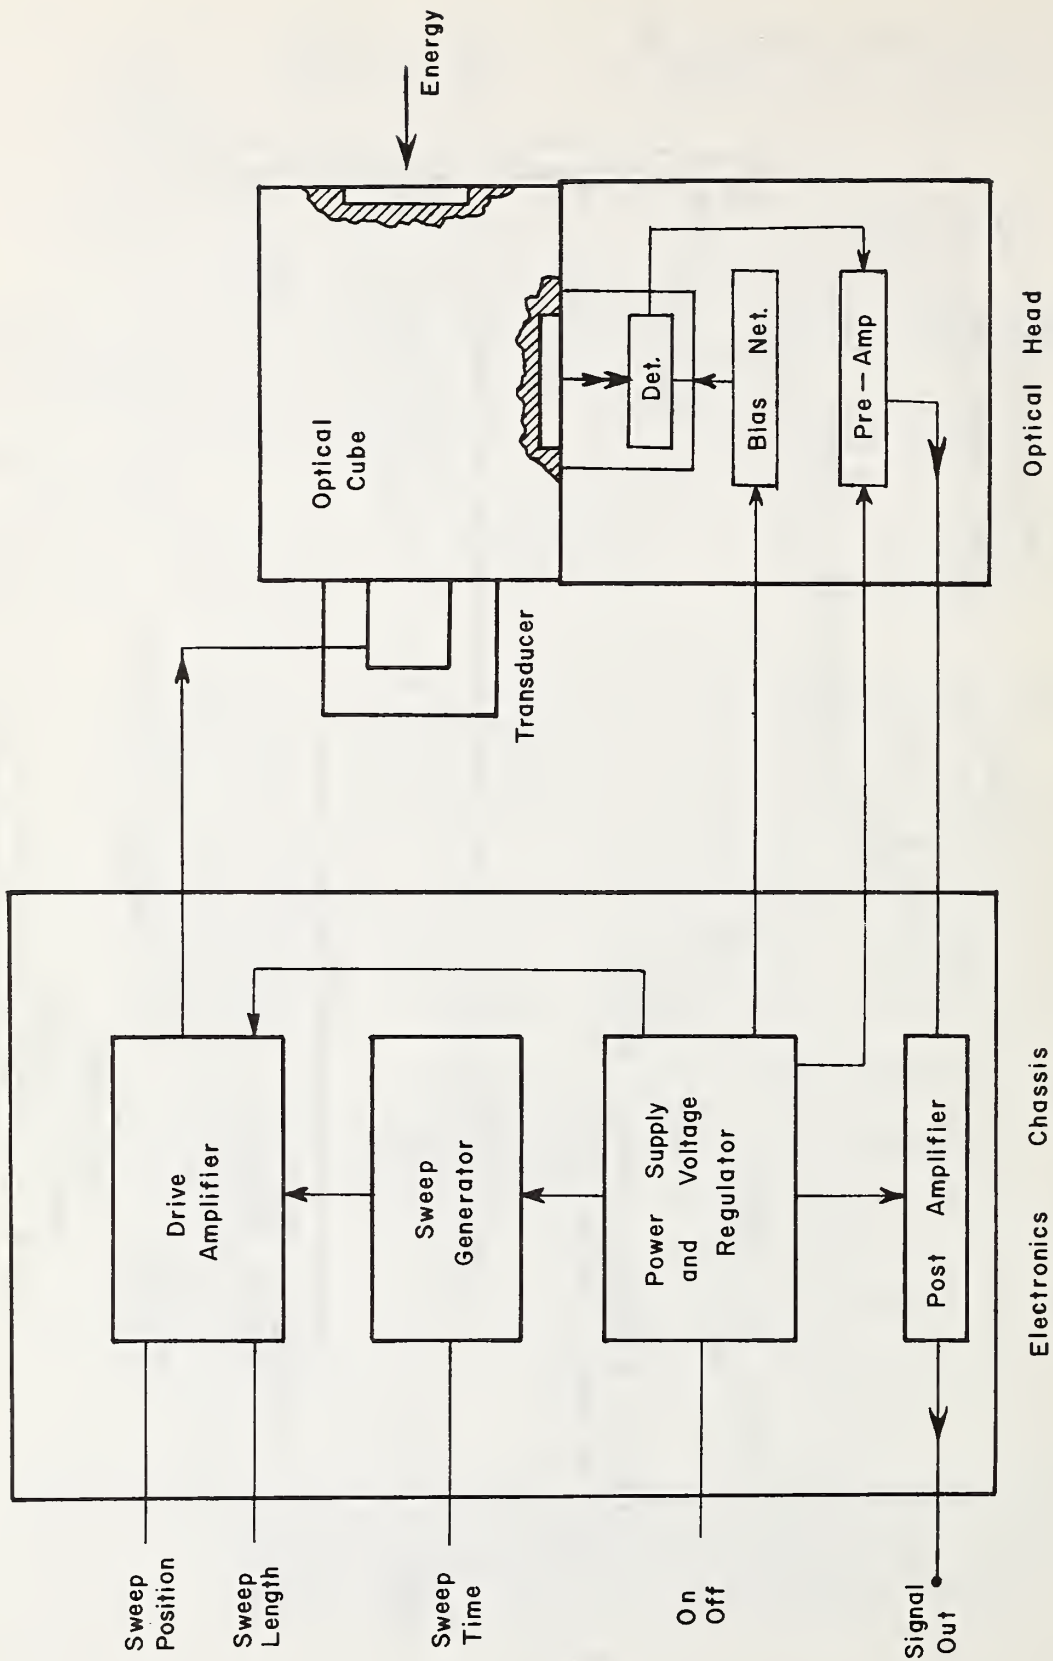 Sweep
Position
Sweep
Length
Sweep
Time
On
Off
Signal
Out
Drive
Amplifier
Sweep
Generator
Power Supply
and Voltage
Regulator
Post Amplifier
Electronics Chassis
Transducer
Optical
Cube
Energy
Det.
Bias Net.
Pre-Amp
Optical Head